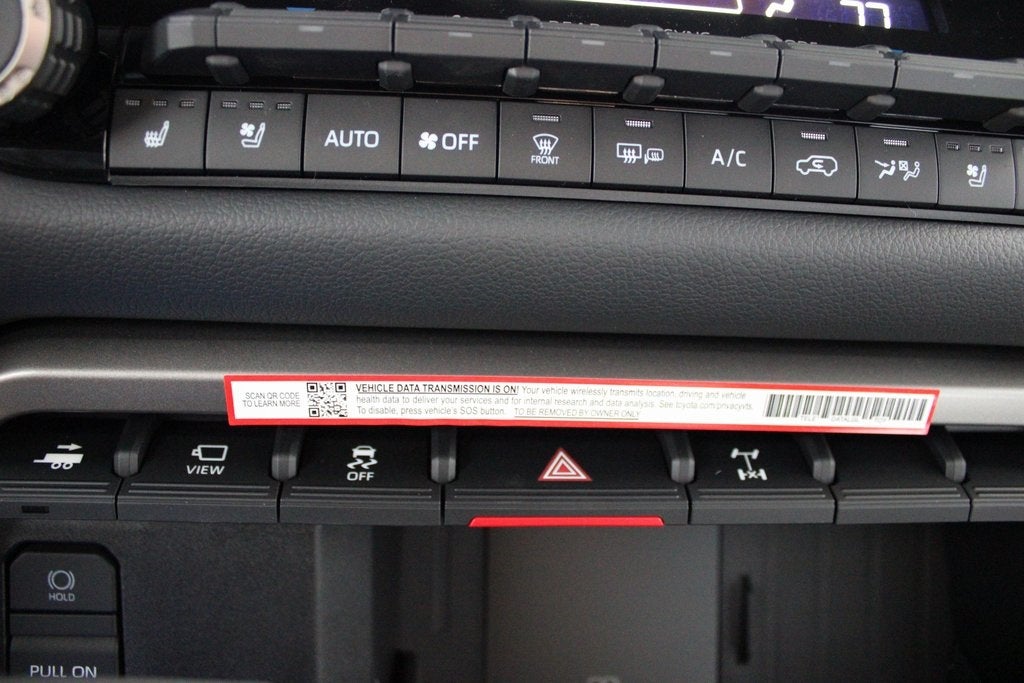 77
AUTO
OFF
FRONT
A/C
SCAN QR CODE
TO LEARN MORE
VEHICLE DATA TRANSMISSION IS ON! Your vehicle wirelessly transmits location, driving and vehicle
health data to deliver your services and for internal research and data analysis. See toyota.com/privacyvts.
To disable, press vehicle's SOS button. TO BE REMOVED BY OWNER ONLY
VIEW
OFF
HOLD
PULL ON